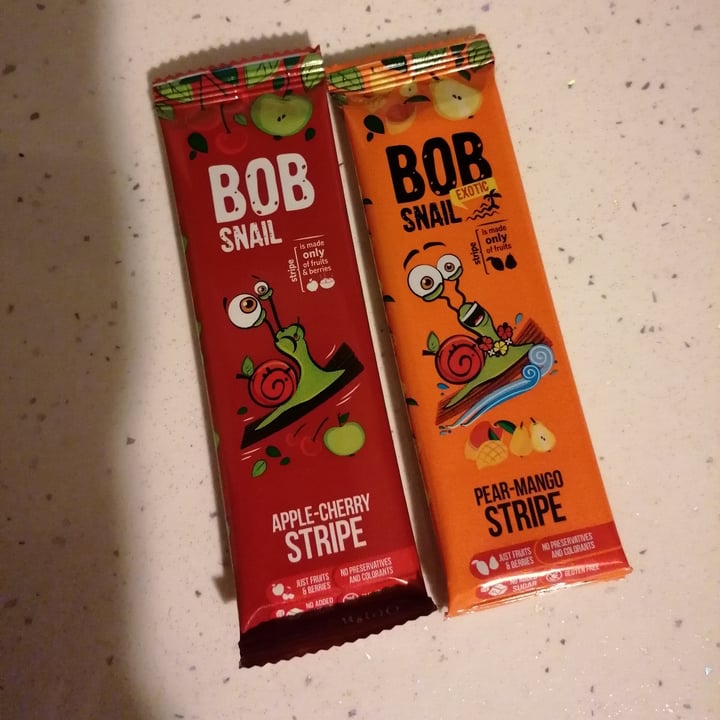 BOB
SNAIL
stripe
is made
only
of fruits
& berries
APPLE-CHERRY
STRIPE
JUST FRUITS
& BERRIES
NO PRESERVATIVES
AND COLORANTS
NO ADDED
BOB
EXOTIC
SNAIL
stripe
is made
only
of fruits
PEAR-MANGO
STRIPE
JUST FRUITS
& BERRIES
NO PRESERVATIVES
AND COLORANTS
NO ADDED
SUGAR
GLUTEN FREE